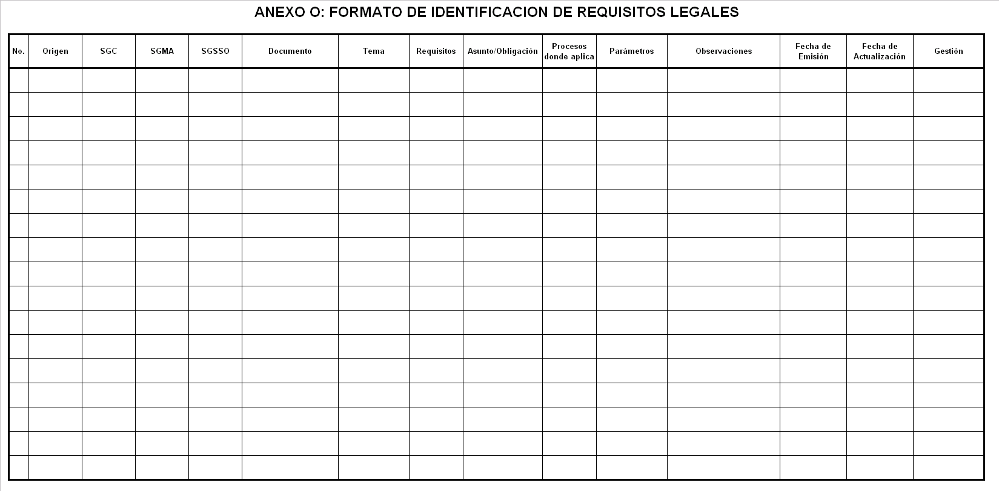 ANEXO O: FORMATO DE IDENTIFICACION DE REQUISITOS LEGALES
No.
Origen
SGC
SGMA
SGSSO
Documento
Tema
Requisitos
Asunto/Obligación
Procesos
donde aplica
Parámetros
Observaciones
Fecha de
Emisión
Fecha de
Actualización
Gestión